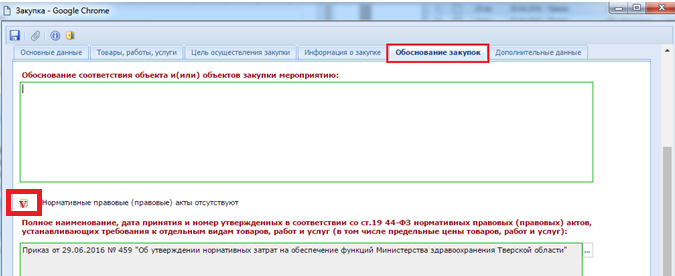 Закупка - Google Chrome
Основные данные Товары, работы, услуги Цель осуществления закупки Информация о закупке Обоснование закупок Дополнительные данные
Обоснование соответствия объекта и(или) объектов закупки мероприятию:
Нормативные правовые (правовые) акты отсутствуют
Полное наименование, дата принятия и номер утвержденных в соответствии со ст.19 44-ФЗ нормативных правовых (правовых) актов,
устанавливающих требования к отдельным видам товаров, работ и услуг (в том числе предельные цены товаров, работ и услуг):
Приказ от 29.06.2016 № 459 "Об утверждении нормативных затрат на обеспечение функций Министерства здравоохранения Тверской области" ...